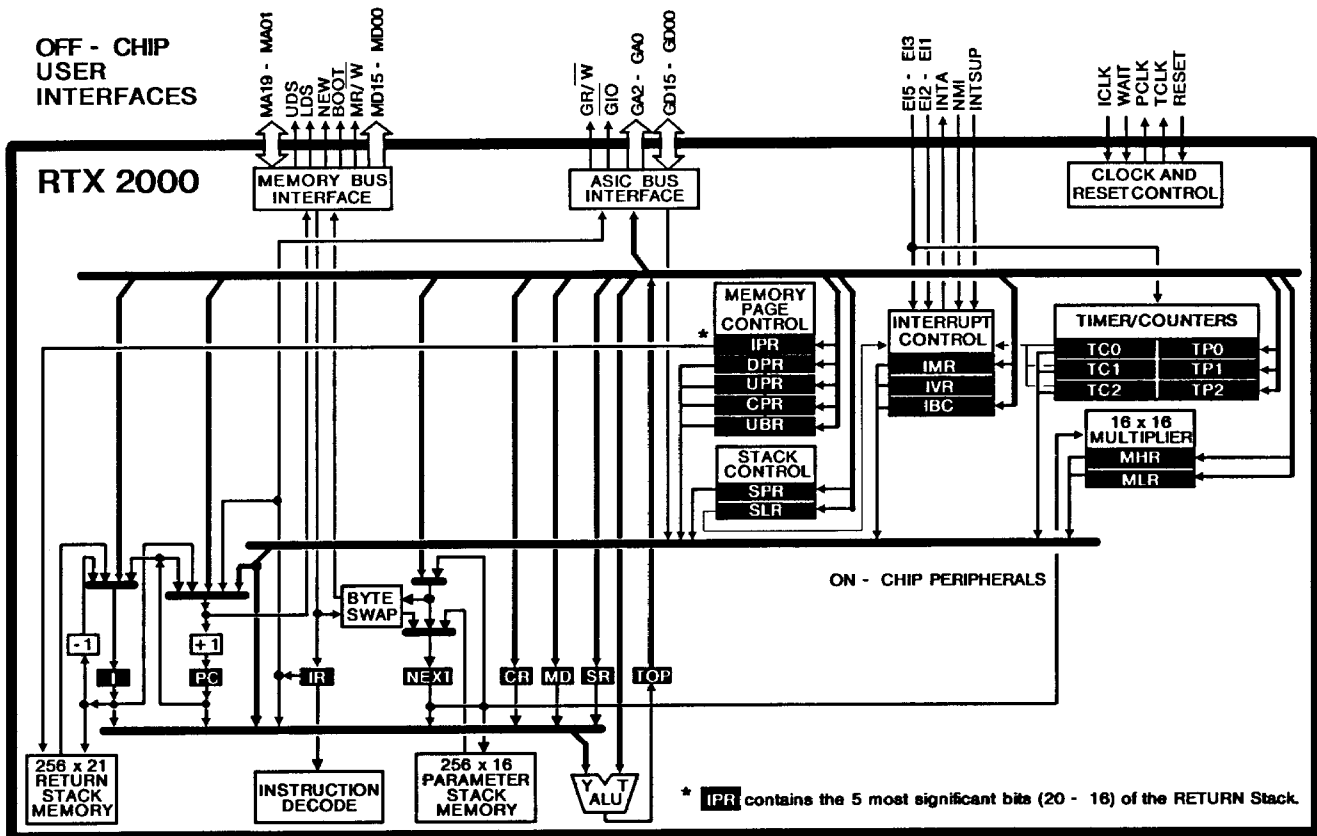 OFF - CHIP
USER
INTERFACES
MA19 - MA01
UDS
LDS
NEW
BOOT
MR/W
MD15 - MD00
GR/W
GIO
GA2 - GA0
GD15 - GD00
EI5 - EI3
EI2 - EI1
INTA
NMI
INTSUP
ICLK
WAIT
PCLK
TCLK
RESET
RTX 2000
MEMORY BUS
INTERFACE
ASIC BUS
INTERFACE
CLOCK AND
RESET CONTROL
MEMORY
PAGE
CONTROL
*
IPR
DPR
UPR
CPR
UBR
INTERRUPT
CONTROL
IMR
IVR
IBC
TIMER/COUNTERS
TC0 TP0
TC1 TP1
TC2 TP2
16 x 16
MULTIPLIER
MHR
MLR
STACK
CONTROL
SPR
SLR
ON - CHIP PERIPHERALS
BYTE
SWAP
-1
+1
I
PC
IR
NEXT
CR
MD
SR
TOP
256 x 21
RETURN
STACK
MEMORY
INSTRUCTION
DECODE
256 x 16
PARAMETER
STACK
MEMORY
Y T
ALU
* IPR contains the 5 most significant bits (20 - 16) of the RETURN Stack.